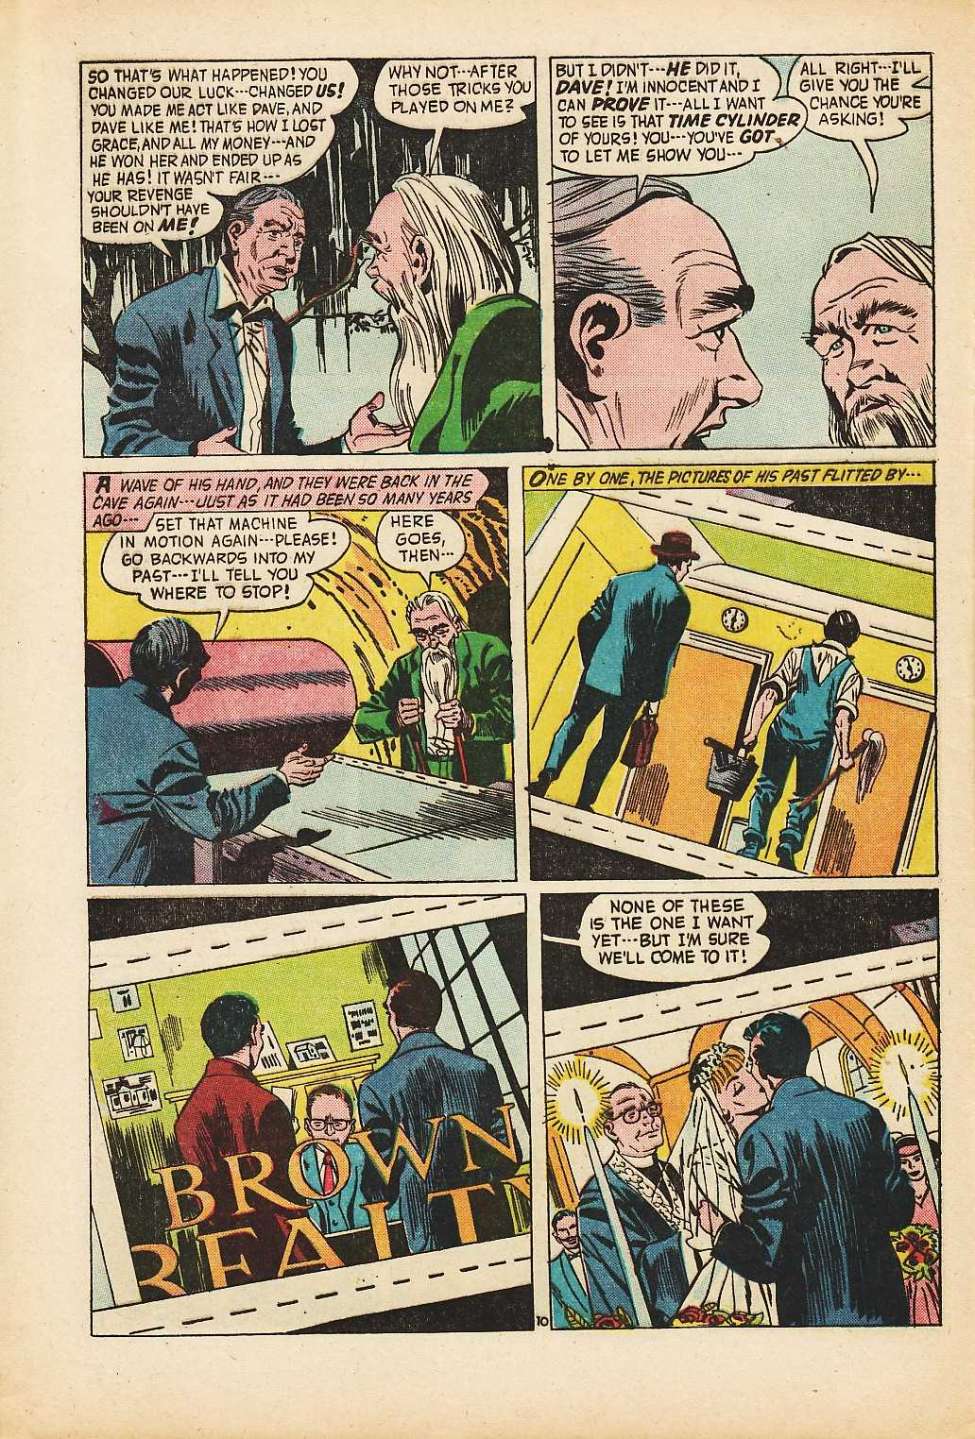 SO THAT'S WHAT HAPPENED! YOU
CHANGED OUR LUCK---CHANGED US!
YOU MADE ME ACT LIKE DAVE, AND
DAVE LIKE ME! THAT'S HOW I LOST
GRACE, AND ALL MY MONEY---AND
HE WON HER AND ENDED UP AS
HE HAS! IT WASN'T FAIR---
YOUR REVENGE
SHOULDN'T HAVE
BEEN ON ME!
WHY NOT---AFTER
THOSE TRICKS YOU
PLAYED ON ME?
BUT I DIDN'T---HE DID IT,
DAVE! I'M INNOCENT AND I
CAN PROVE IT---ALL I WANT
TO SEE IS THAT TIME CYLINDER
OF YOURS! YOU---YOU'VE GOT
TO LET ME SHOW YOU---
ALL RIGHT---I'LL
GIVE YOU THE
CHANCE YOU'RE
ASKING!
A WAVE OF HIS HAND, AND THEY WERE BACK IN THE
CAVE AGAIN---JUST AS IT HAD BEEN SO MANY YEARS
AGO---
SET THAT MACHINE
IN MOTION AGAIN---PLEASE!
GO BACKWARDS INTO MY
PAST---I'LL TELL YOU
WHERE TO STOP!
HERE
GOES,
THEN---
ONE BY ONE, THE PICTURES OF HIS PAST FLITTED BY---
BROWN
REALTY
NONE OF THESE
IS THE ONE I WANT
YET---BUT I'M SURE
WE'LL COME TO IT!
10